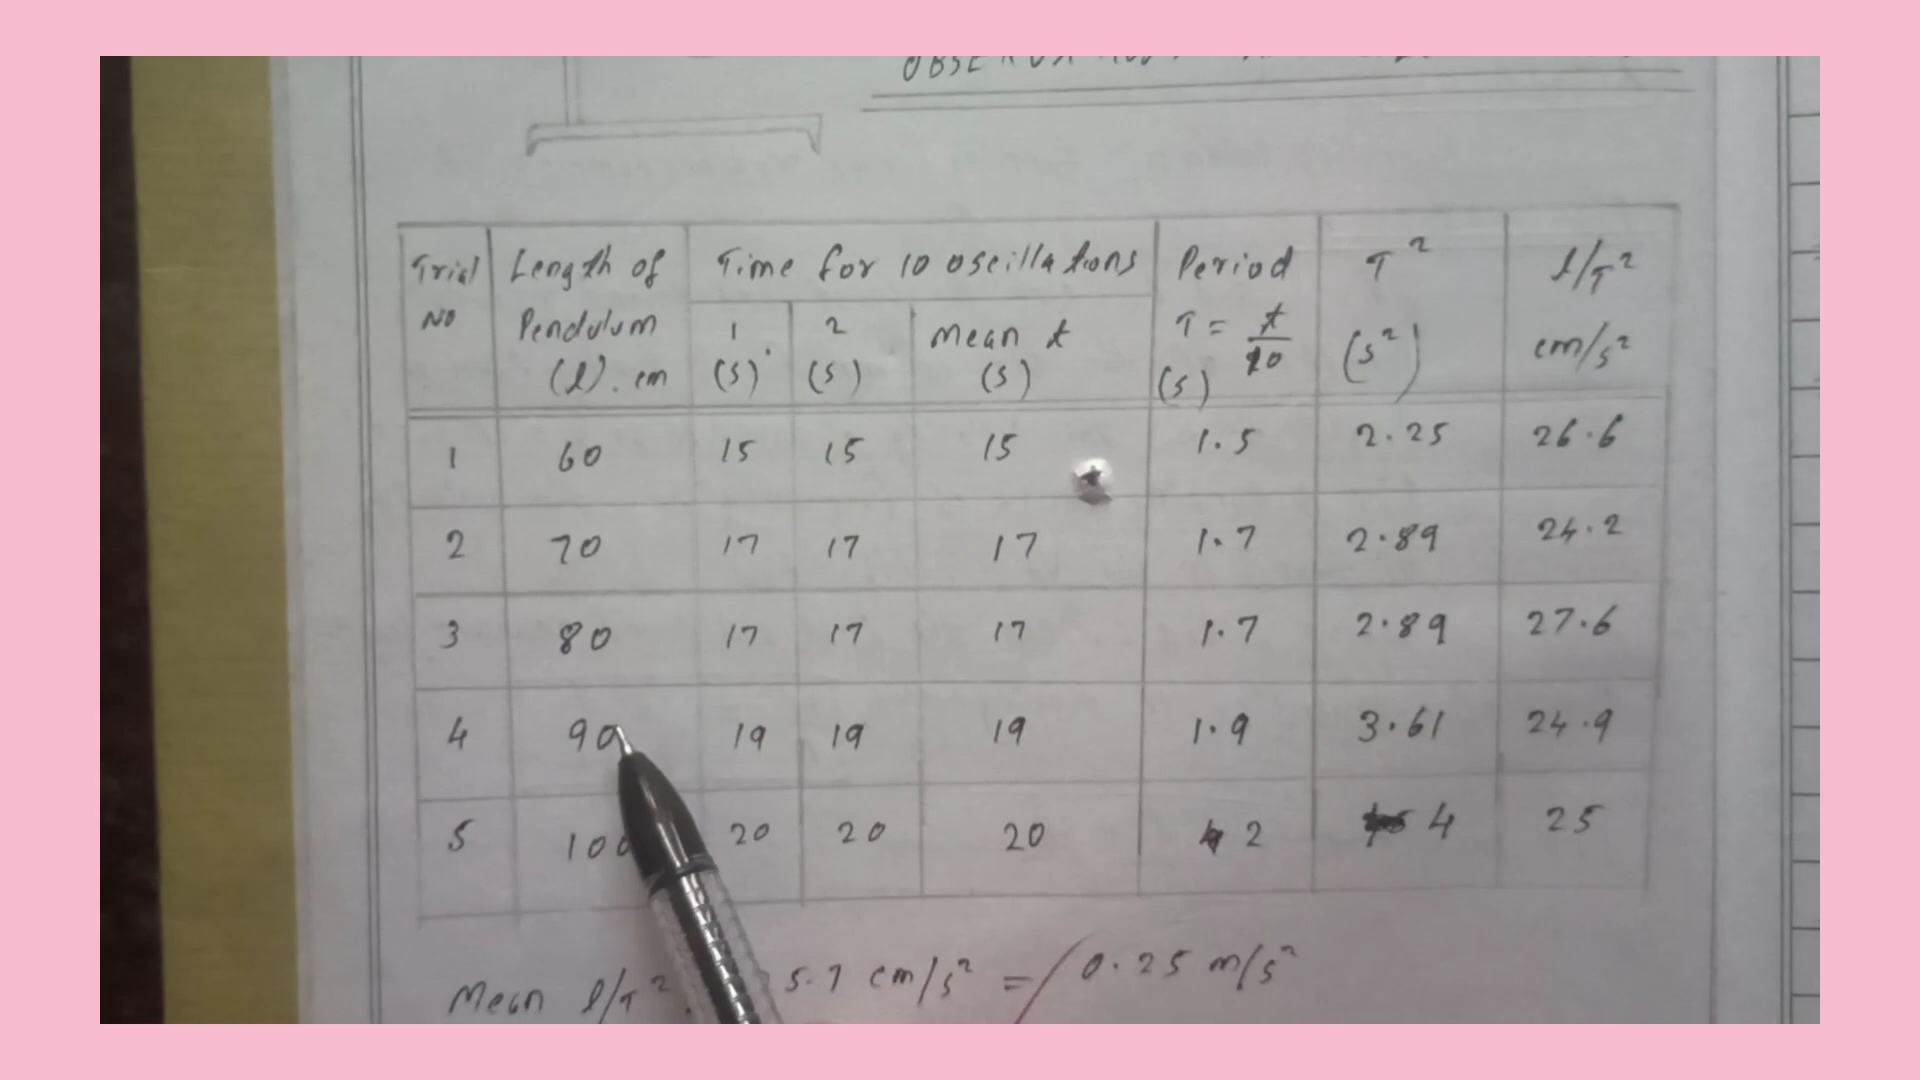 Trial Length of Time for 10 oscillations Period T² l/T²
No Pendulum 1 2 Mean t T = t/10 (s²) cm/s²
(l). cm (s) (s) (s) (s)
1 60 15 15 15 1.5 2.25 26.6
2 70 17 17 17 1.7 2.89 24.2
3 80 17 17 17 1.7 2.89 27.6
4 90 19 19 19 1.9 3.61 24.9
5 100 20 20 20 2 4 25
Mean l/T² 5.7 cm/s² = 0.25 m/s²